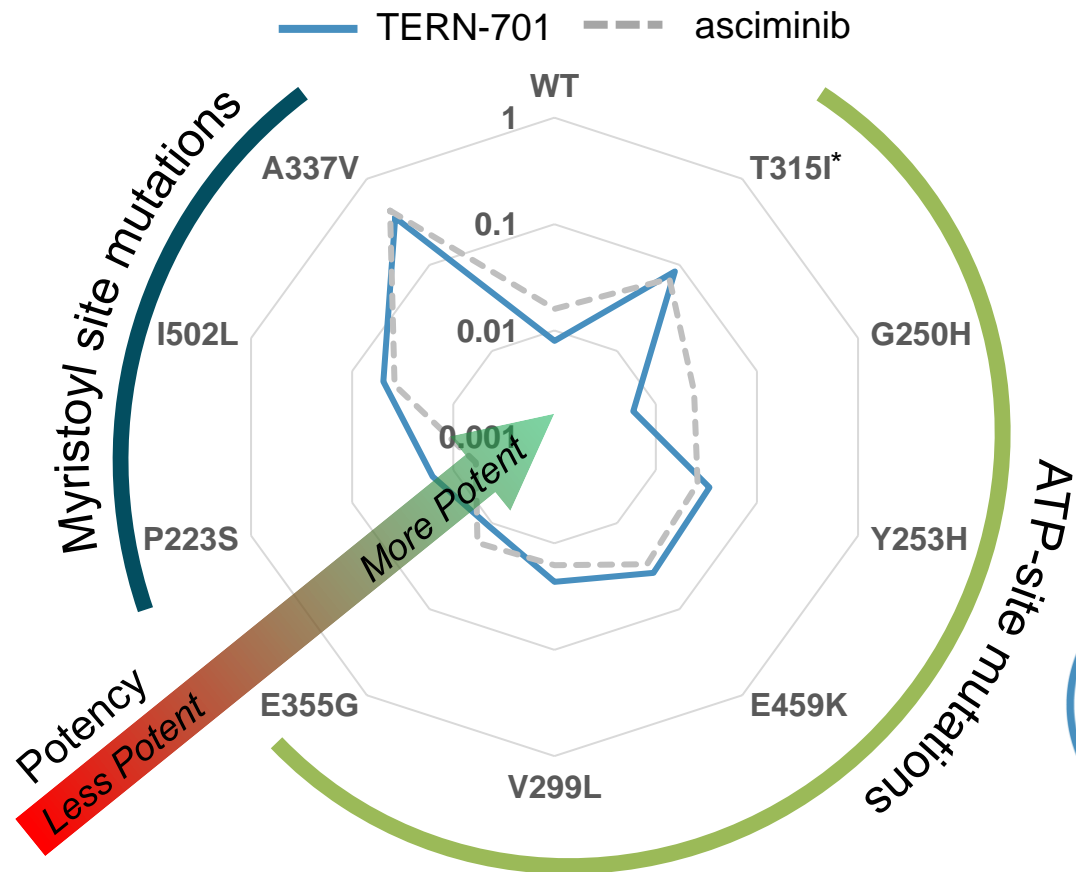 TERN-701 asciminib
WT
T315I*
G250H
Y253H
E459K
V299L
E355G
P223S
I502L
A337V
1
0.1
0.01
0.001
Myristoyl site mutations
ATP-site mutations
Potency
Less Potent
More Potent